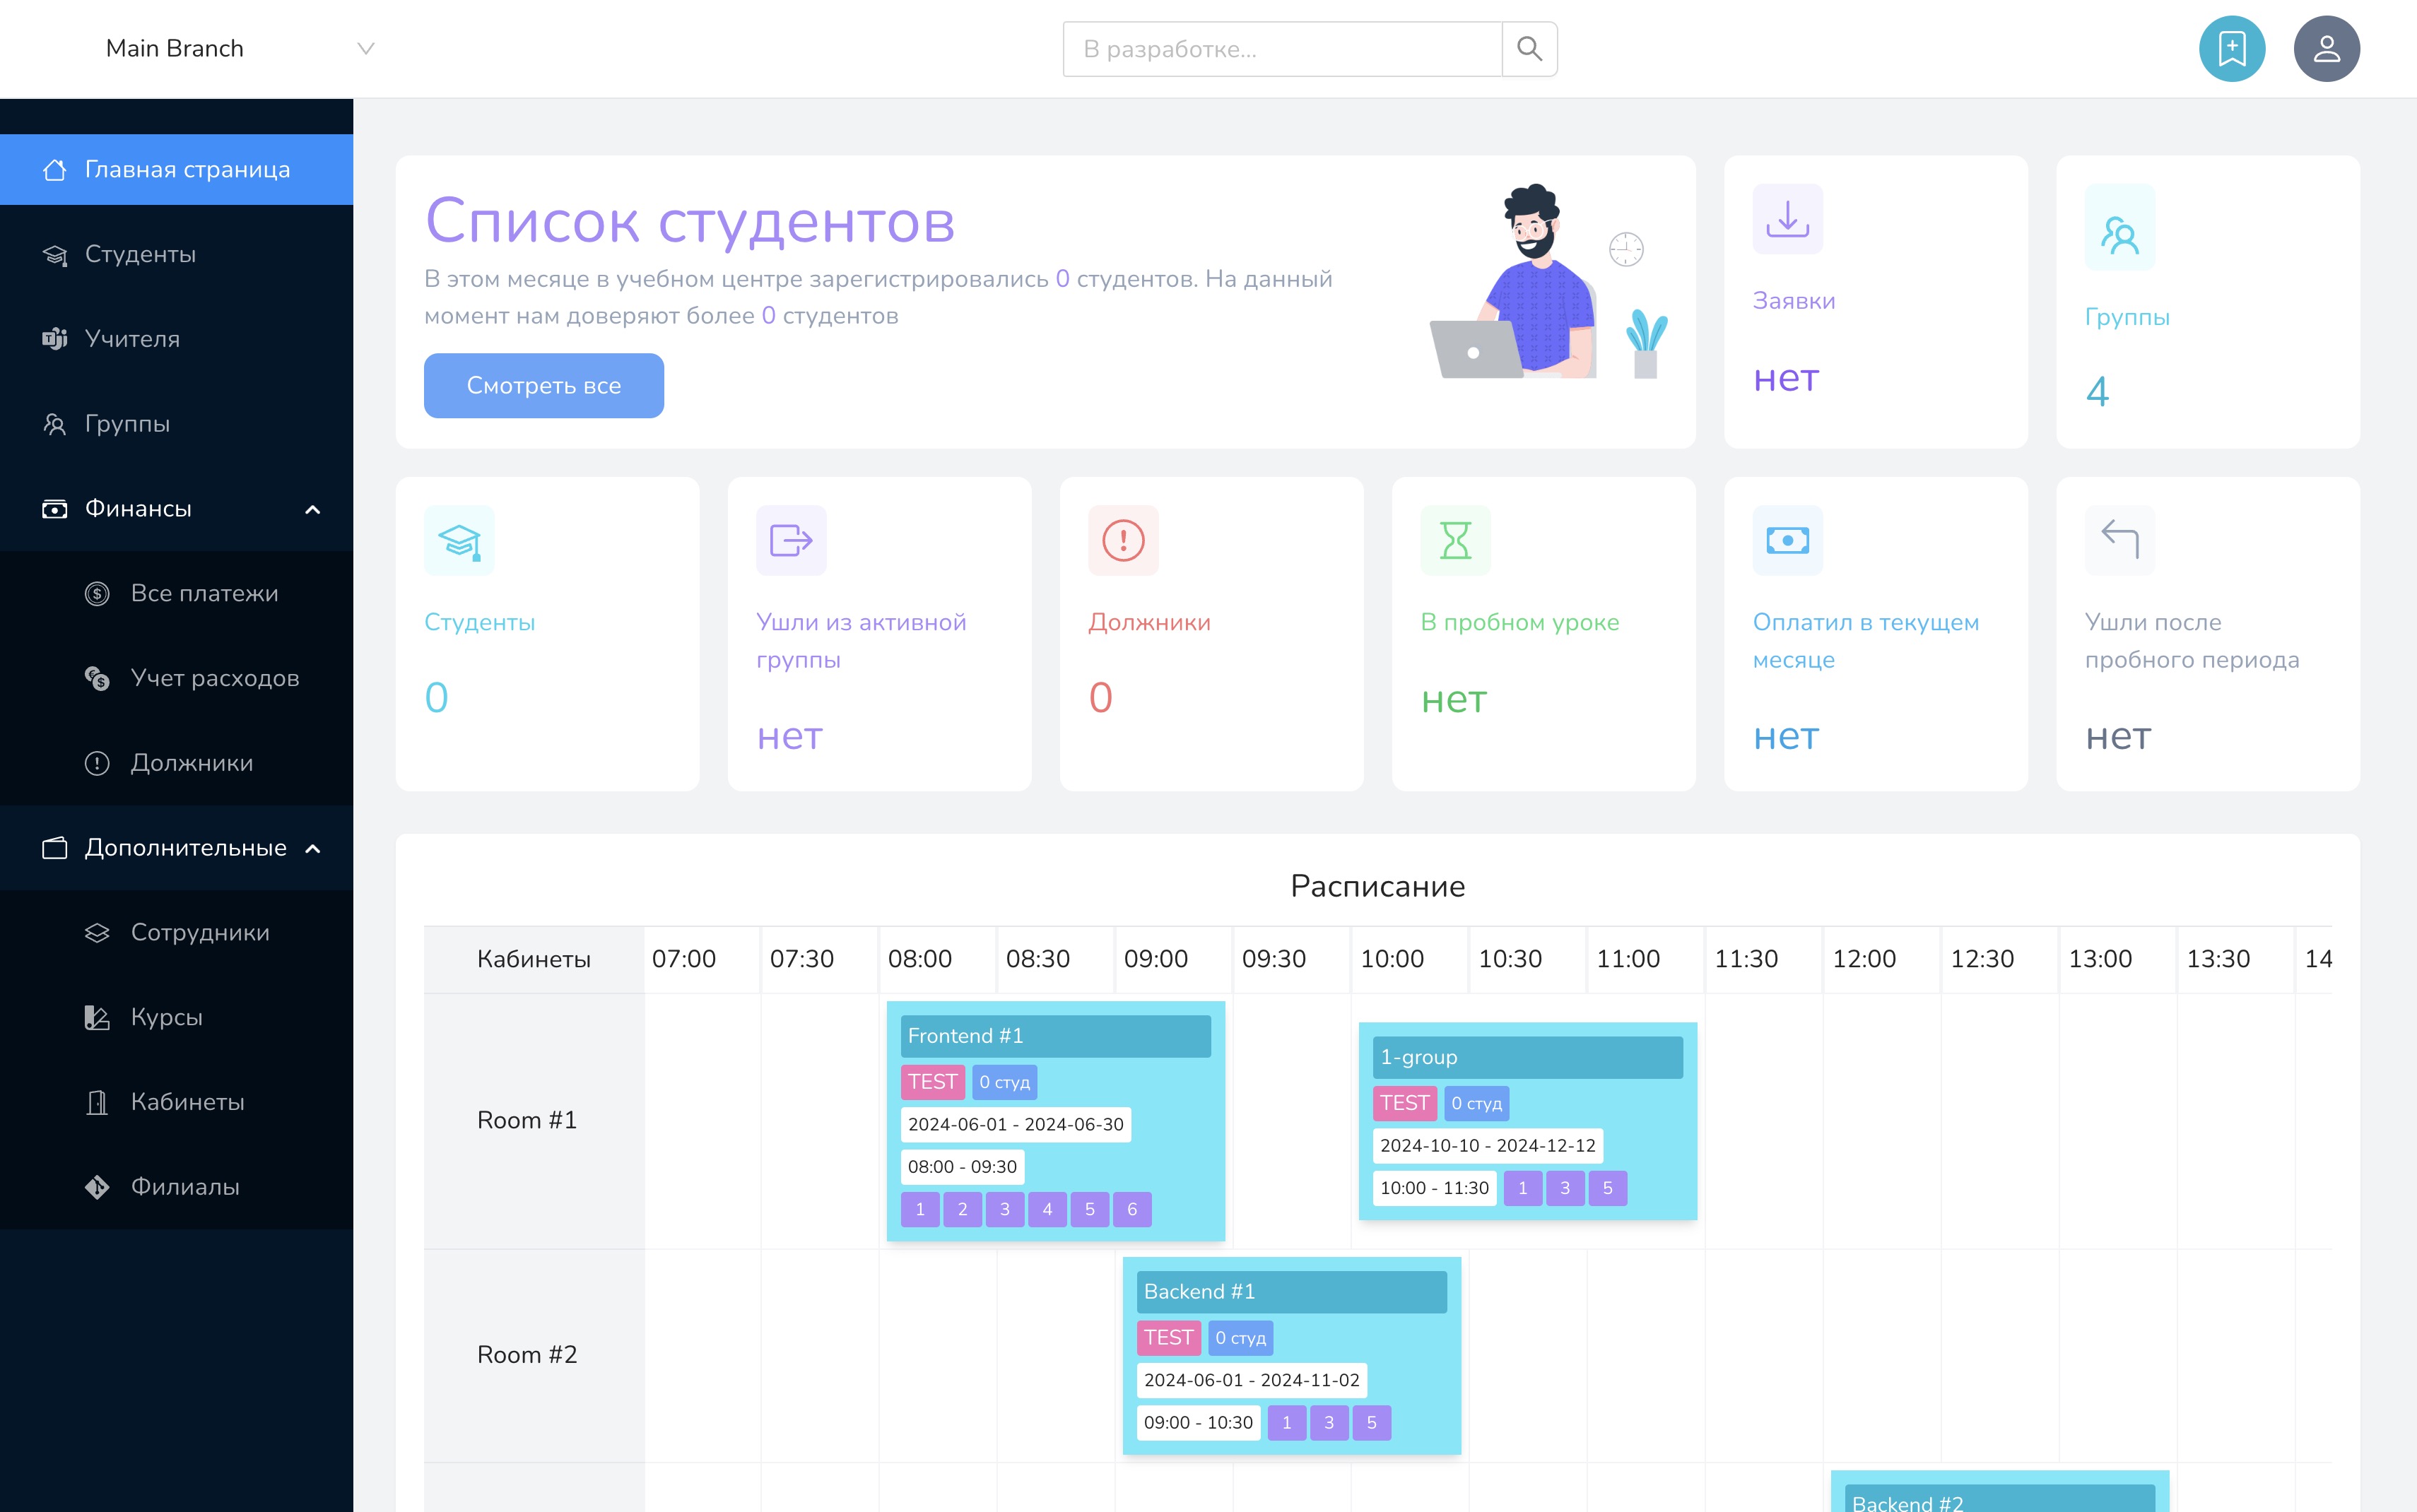 Main Branch
В разработке...
Главная страница
Студенты
Учителя
Группы
Финансы
Все платежи
Учет расходов
Должники
Дополнительные
Сотрудники
Курсы
Кабинеты
Филиалы
Список студентов
В этом месяце в учебном центре зарегистрировались 0 студентов. На данный
момент нам доверяют более 0 студентов
Смотреть все
Заявки
нет
Группы
4
Студенты
0
Ушли из активной
группы
нет
Должники
0
В пробном уроке
нет
Оплатил в текущем
месяце
нет
Ушли после
пробного периода
нет
Расписание
Кабинеты 07:00 07:30 08:00 08:30 09:00 09:30 10:00 10:30 11:00 11:30 12:00 12:30 13:00 13:30 14
Room #1
Frontend #1
TEST 0 студ
2024-06-01 - 2024-06-30
08:00 - 09:30
1 2 3 4 5 6
1-group
TEST 0 студ
2024-10-10 - 2024-12-12
10:00 - 11:30 1 3 5
Room #2
Backend #1
TEST 0 студ
2024-06-01 - 2024-11-02
09:00 - 10:30 1 3 5
Backend #2